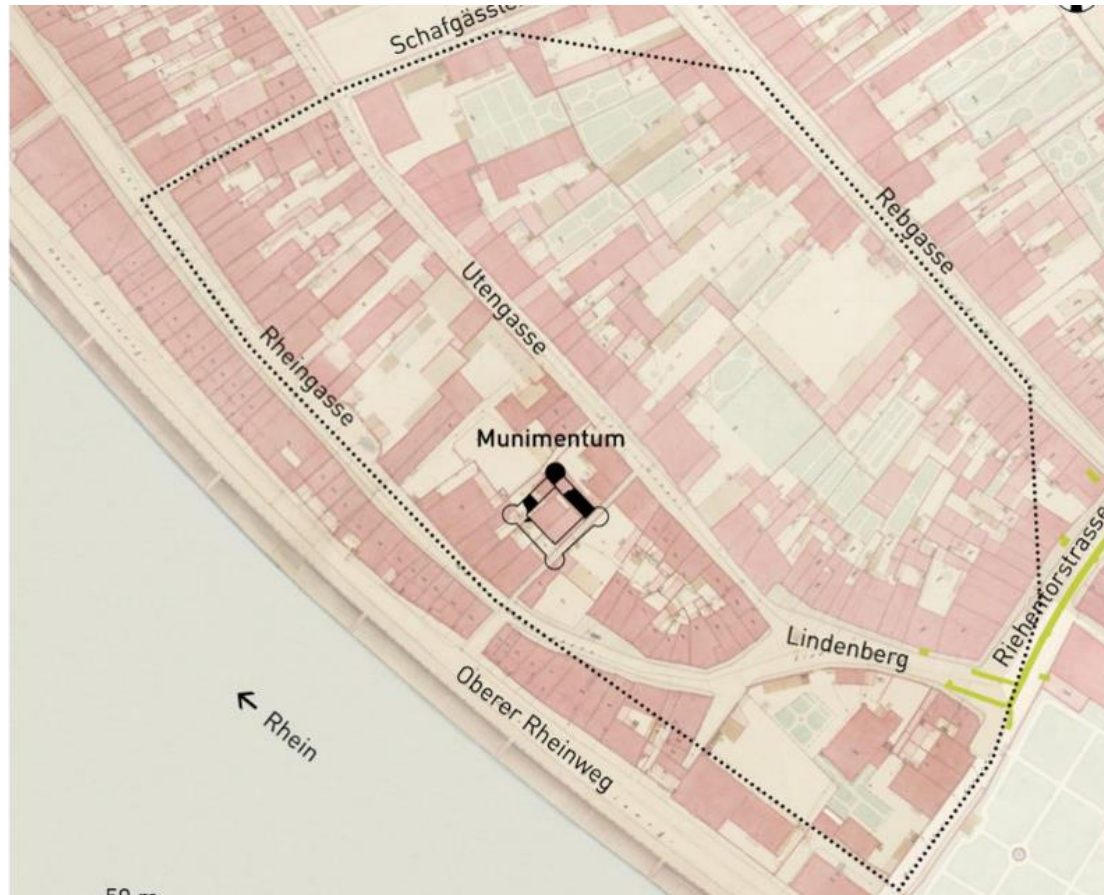 Schafgässlein
Rebgasse
Utengasse
Rheingasse
Munimentum
Riehentorstrasse
Lindenberg
Oberer Rheinweg
Rhein
50 m